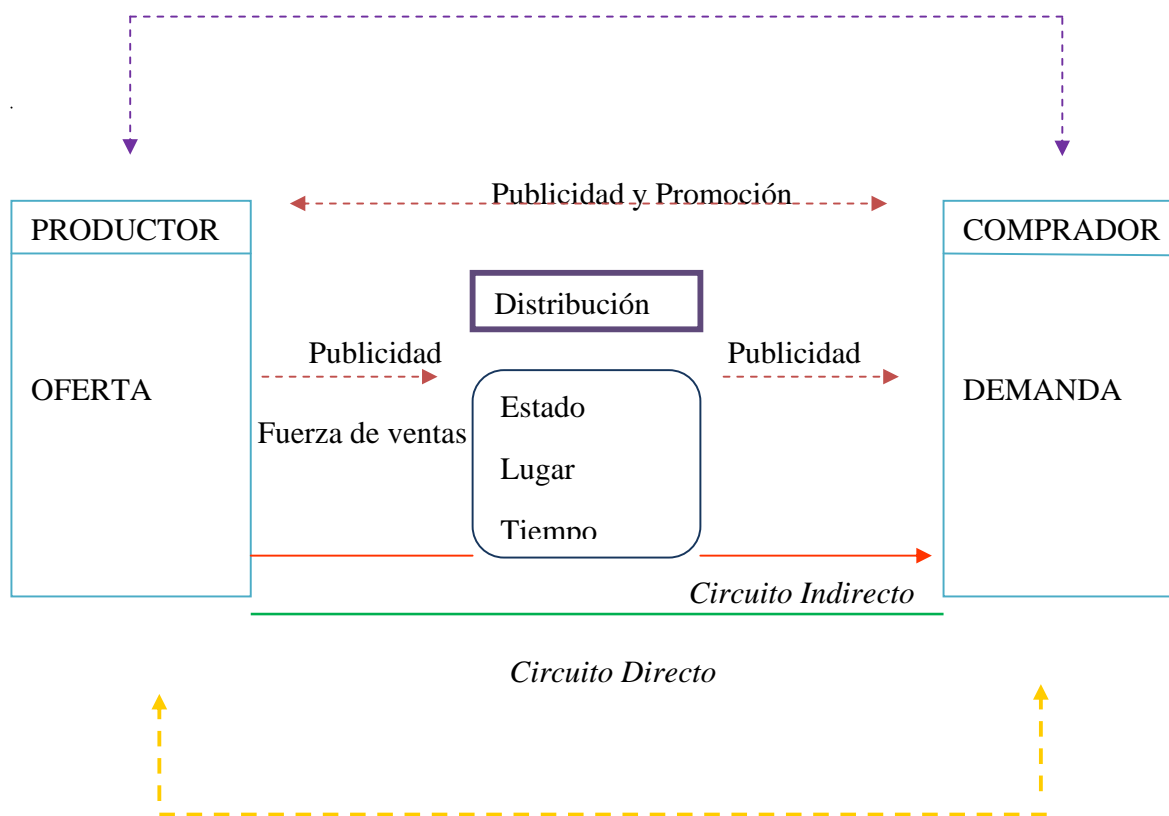 Publicidad y Promoción
PRODUCTOR
COMPRADOR
Distribución
Publicidad
Publicidad
OFERTA
DEMANDA
Estado
Fuerza de ventas
Lugar
Tiempo
Circuito Indirecto
Circuito Directo